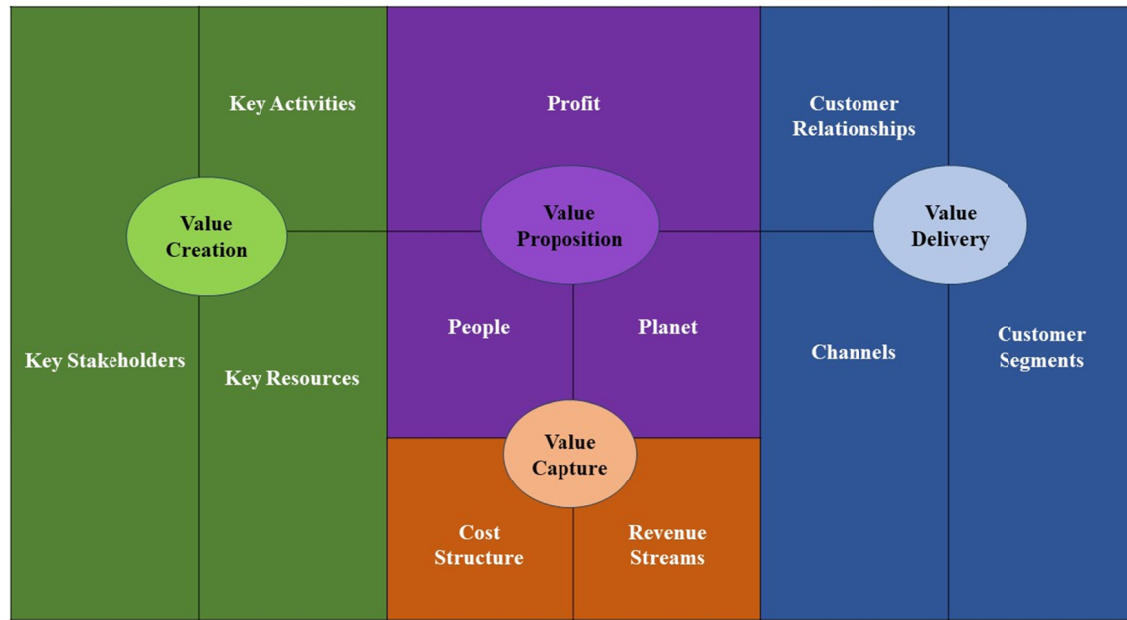 Key Activities
Value
Creation
Key Stakeholders
Key Resources
Profit
Value
Proposition
People
Planet
Value
Capture
Cost
Structure
Revenue
Streams
Customer
Relationships
Value
Delivery
Channels
Customer
Segments